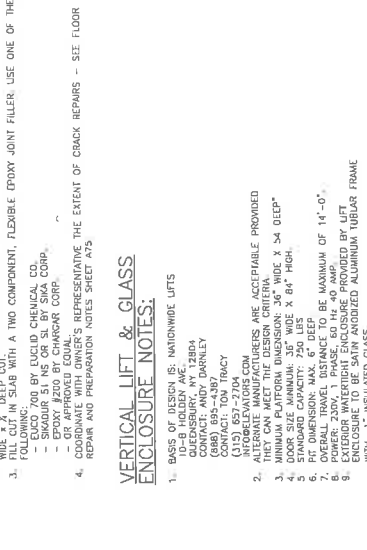 WIDE x 2" DEEP CUT.
3. FILL CUT IN SLAB WITH A TWO COMPONENT, FLEXIBLE EPOXY JOINT FILLER. USE ONE OF THE
FOLLOWING:
- EUCO 700 BY EUCLID CHEMICAL CO.
- SIKADUR 51 NS OR SL BY SIKA CORP.
- EPOXY #200 BY CHARGAR CORP.
- OR APPROVED EQUAL.
4. COORDINATE WITH OWNER'S REPRESENTATIVE THE EXTENT OF CRACK REPAIRS - SEE FLOOR
REPAIR AND PREPARATION NOTES SHEET A75
VERTICAL LIFT & GLASS
ENCLOSURE NOTES:
1. BASIS OF DESIGN IS: NATIONWIDE LIFTS
10-B HOLDEN AVE.
QUEENSBURY, NY 12804
CONTACT: ANDY DARNLEY
(888) 695-4387
CONTACT: TOM TRACY
(315) 657-2704
INFO@ELEVATORS.COM
2. ALTERNATE MANUFACTURERS ARE ACCEPTABLE PROVIDED
THEY CAN MEET THE DESIGN CRITERIA.
3. MINIMUM PLATFORM DIMENSION: 36" WIDE X 54 DEEP"
4. DOOR SIZE MINIMUM: 36" WIDE X 84" HIGH.
5 STANDARD CAPACITY: 750 LBS
6. PIT DIMENSION: MAX. 6" DEEP
7. OVERALL TRAVEL DISTANCE TO BE MAXIMUM OF 14'-0".
8. POWER: 230V, 1 PHASE, 60 Hz 40 AMP.
9. EXTERIOR WATERTIGHT ENCLOSURE PROVIDED BY LIFT
ENCLOSURE TO BE SATIN ANODIZED ALUMINUM TUBLAR FRAME
WITH 1" INSULATED GLASS